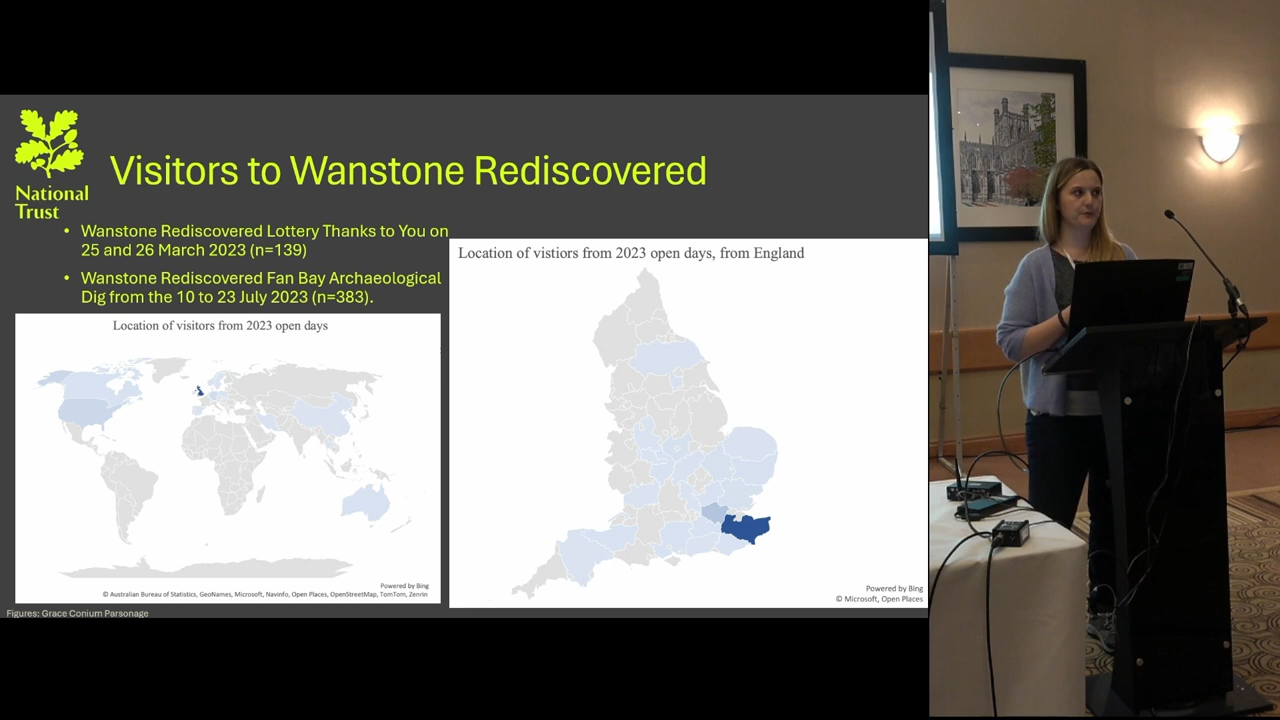 National
Trust
Visitors to Wanstone Rediscovered
• Wanstone Rediscovered Lottery Thanks to You on
25 and 26 March 2023 (n=139)
• Wanstone Rediscovered Fan Bay Archaeological
Dig from the 10 to 23 July 2023 (n=383).
Location of visitors from 2023 open days
Powered by Bing
© Australian Bureau of Statistics, GeoNames, Microsoft, Navinfo, Open Places, OpenStreetMap, TomTom, Zenrin
Location of vistiors from 2023 open days, from England
Powered by Bing
© Microsoft, Open Places
Figures: Grace Conium Parsonage